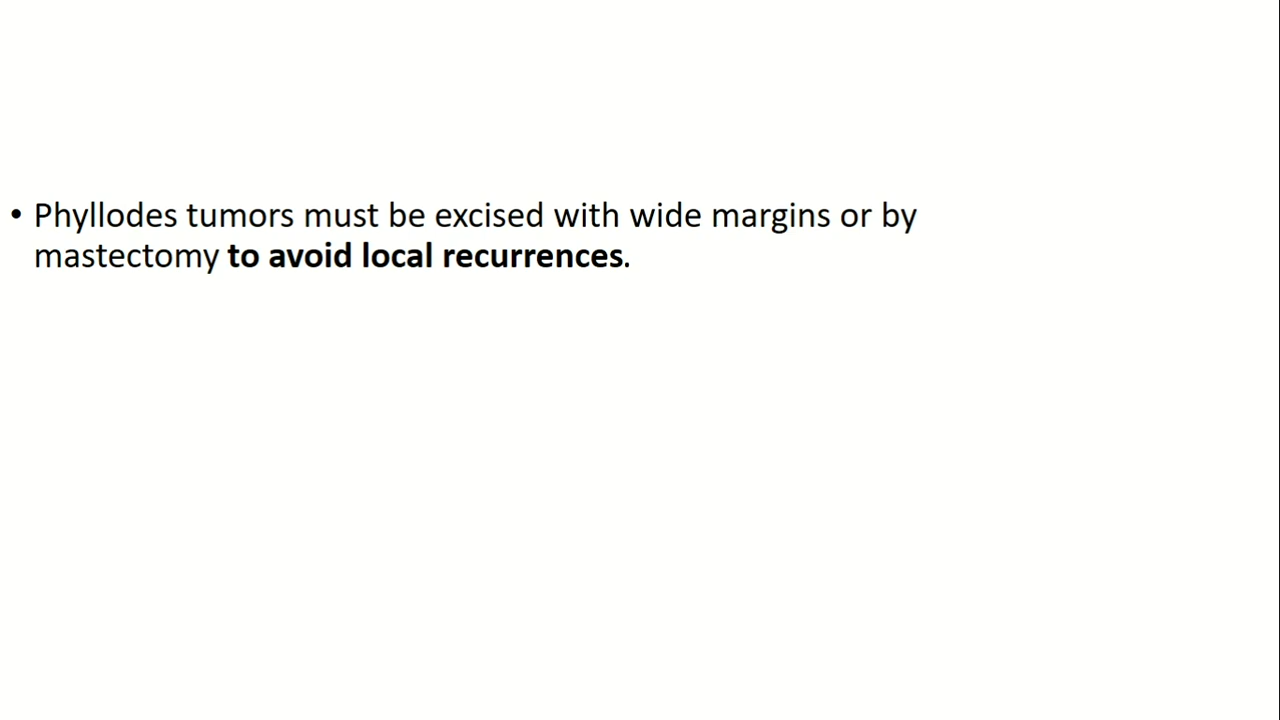 • Phyllodes tumors must be excised with wide margins or by
mastectomy to avoid local recurrences.